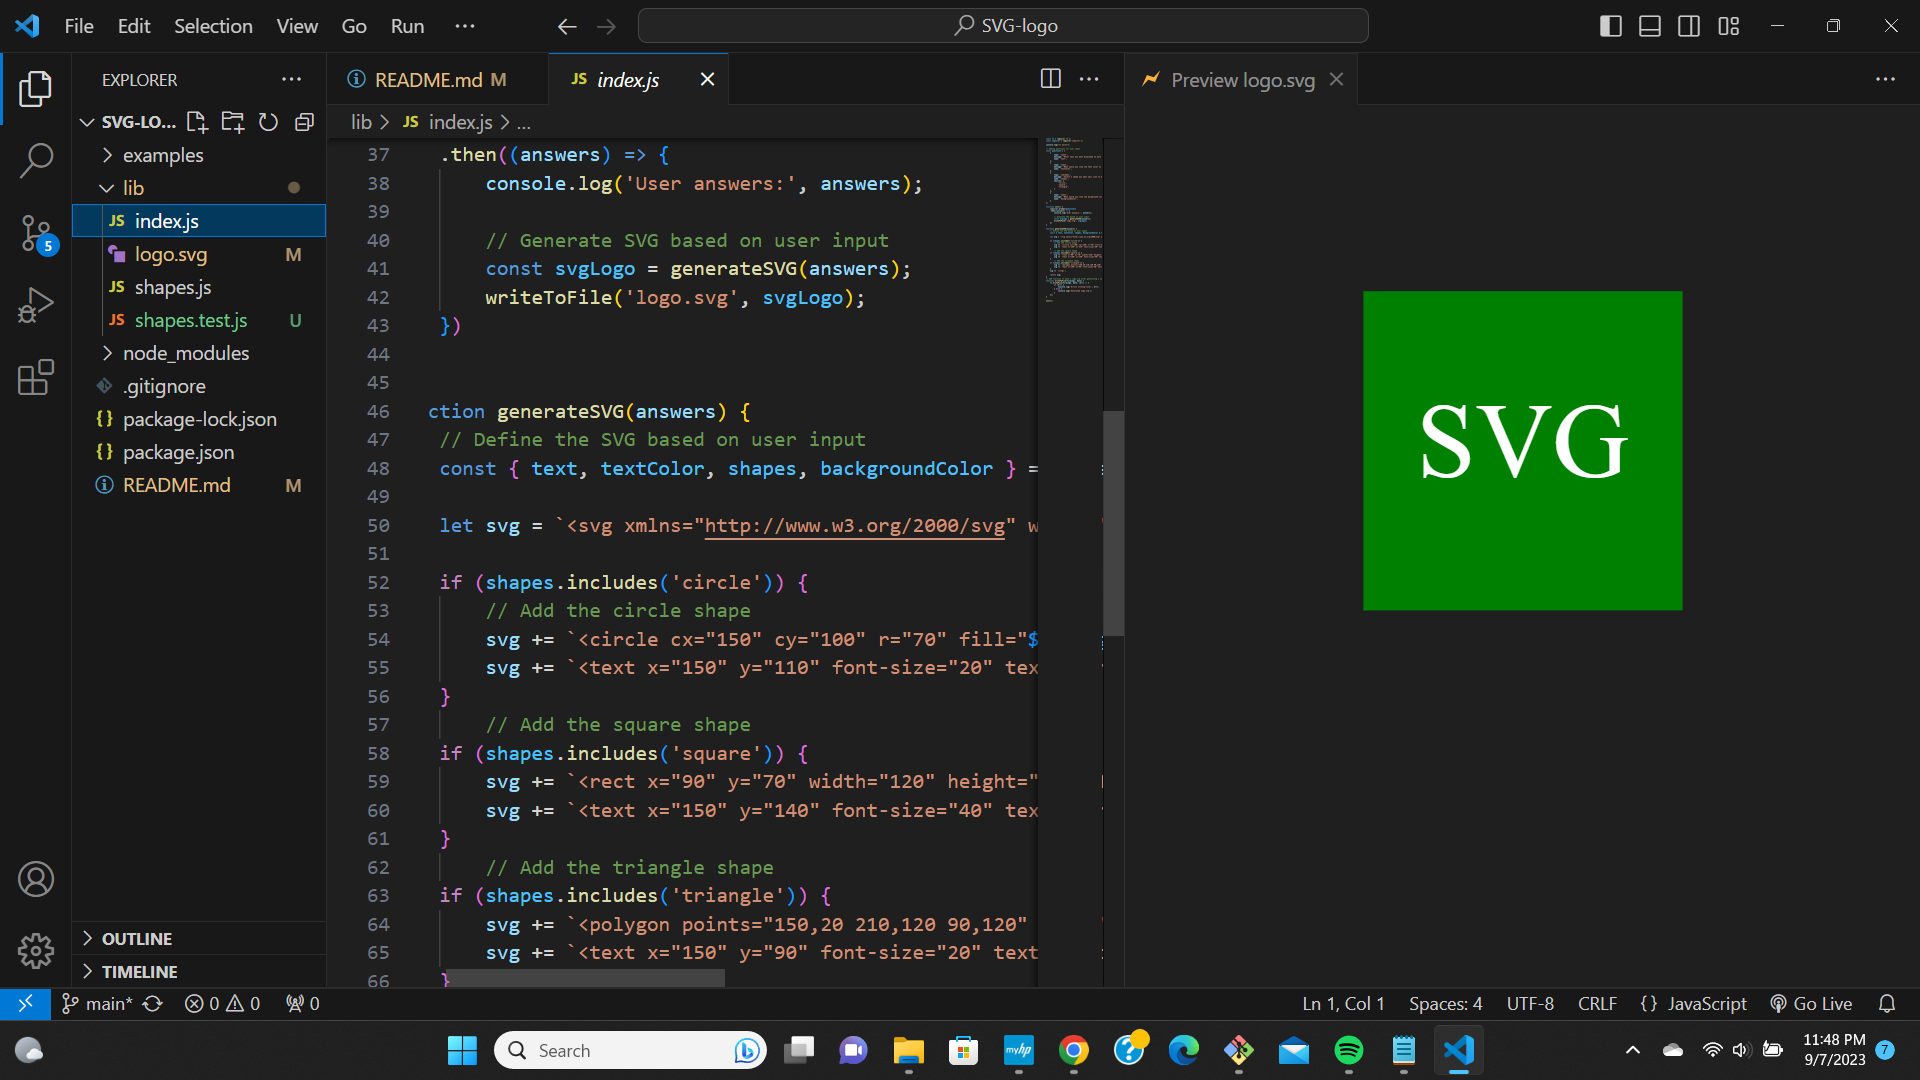 File Edit Selection View Go Run ···
SVG-logo
EXPLORER
SVG-LO...
examples
lib
JS index.js
logo.svg M
JS shapes.js
JS shapes.test.js U
node_modules
.gitignore
{} package-lock.json
{} package.json
README.md M
OUTLINE
TIMELINE
README.md M
JS index.js
lib > JS index.js > ...
37 .then((answers) => {
38 console.log('User answers:', answers);
39
40 // Generate SVG based on user input
41 const svgLogo = generateSVG(answers);
42 writeToFile('logo.svg', svgLogo);
43 })
44
45
46 ction generateSVG(answers) {
47 // Define the SVG based on user input
48 const { text, textColor, shapes, backgroundColor } =
49
50 let svg = `<svg xmlns="http://www.w3.org/2000/svg" w
51
52 if (shapes.includes('circle')) {
53 // Add the circle shape
54 svg += `<circle cx="150" cy="100" r="70" fill="$
55 svg += `<text x="150" y="110" font-size="20" tex
56 }
57 // Add the square shape
58 if (shapes.includes('square')) {
59 svg += `<rect x="90" y="70" width="120" height="
60 svg += `<text x="150" y="140" font-size="40" tex
61 }
62 // Add the triangle shape
63 if (shapes.includes('triangle')) {
64 svg += `<polygon points="150,20 210,120 90,120"
65 svg += `<text x="150" y="90" font-size="20" text
66 }
Preview logo.svg
SVG
5
main* 0 0 0
Ln 1, Col 1 Spaces: 4 UTF-8 CRLF {} JavaScript Go Live
Search
myhp
11:48 PM
9/7/2023
7